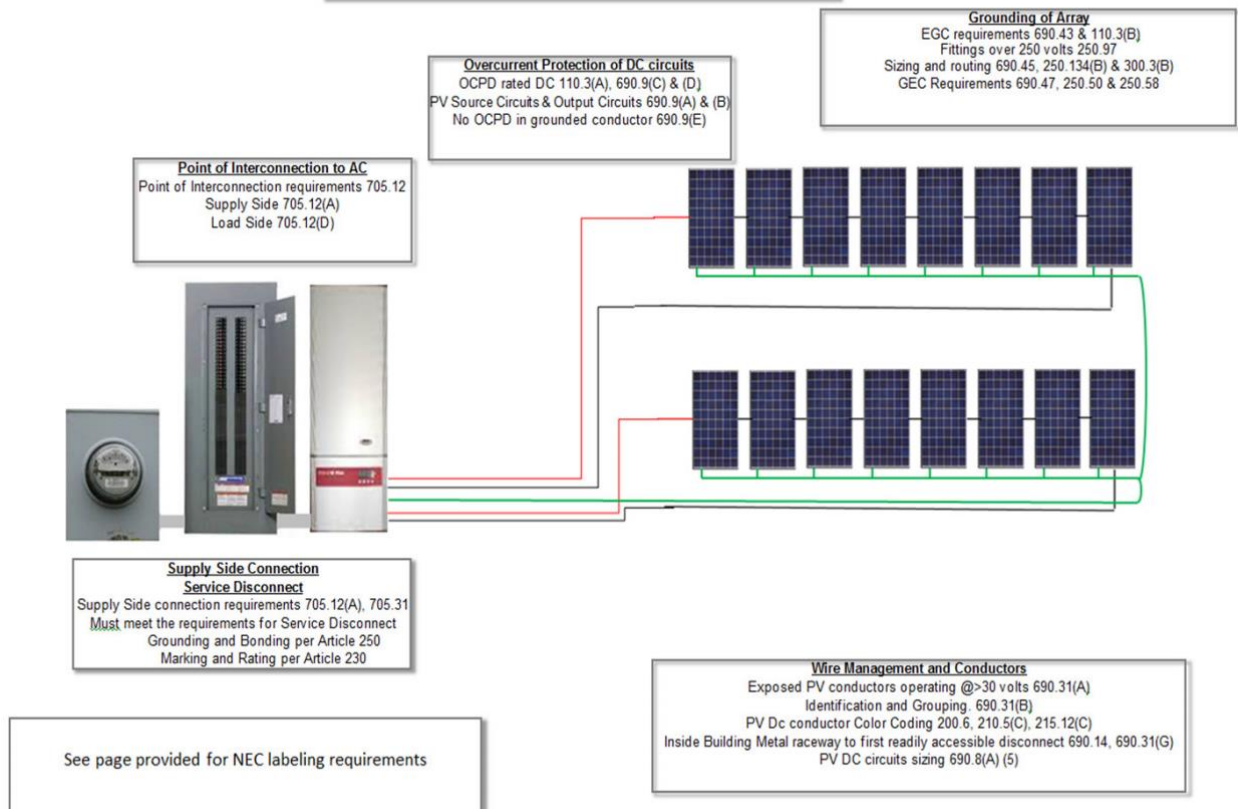 Grounding of Array
EGC requirements 690.43 & 110.3(B)
Fittings over 250 volts 250.97
Sizing and routing 690.45, 250.134(B) & 300.3(B)
GEC Requirements 690.47, 250.50 & 250.58
Overcurrent Protection of DC circuits
OCPD rated DC 110.3(A), 690.9(C) & (D)
PV Source Circuits & Output Circuits 690.9(A) & (B)
No OCPD in grounded conductor 690.9(E)
Point of Interconnection to AC
Point of Interconnection requirements 705.12
Supply Side 705.12(A)
Load Side 705.12(D)
Supply Side Connection
Service Disconnect
Supply Side connection requirements 705.12(A), 705.31
Must meet the requirements for Service Disconnect
Grounding and Bonding per Article 250
Marking and Rating per Article 230
Wire Management and Conductors
Exposed PV conductors operating @>30 volts 690.31(A)
Identification and Grouping. 690.31(B)
PV Dc conductor Color Coding 200.6, 210.5(C), 215.12(C)
Inside Building Metal raceway to first readily accessible disconnect 690.14, 690.31(G)
PV DC circuits sizing 690.8(A) (5)
See page provided for NEC labeling requirements